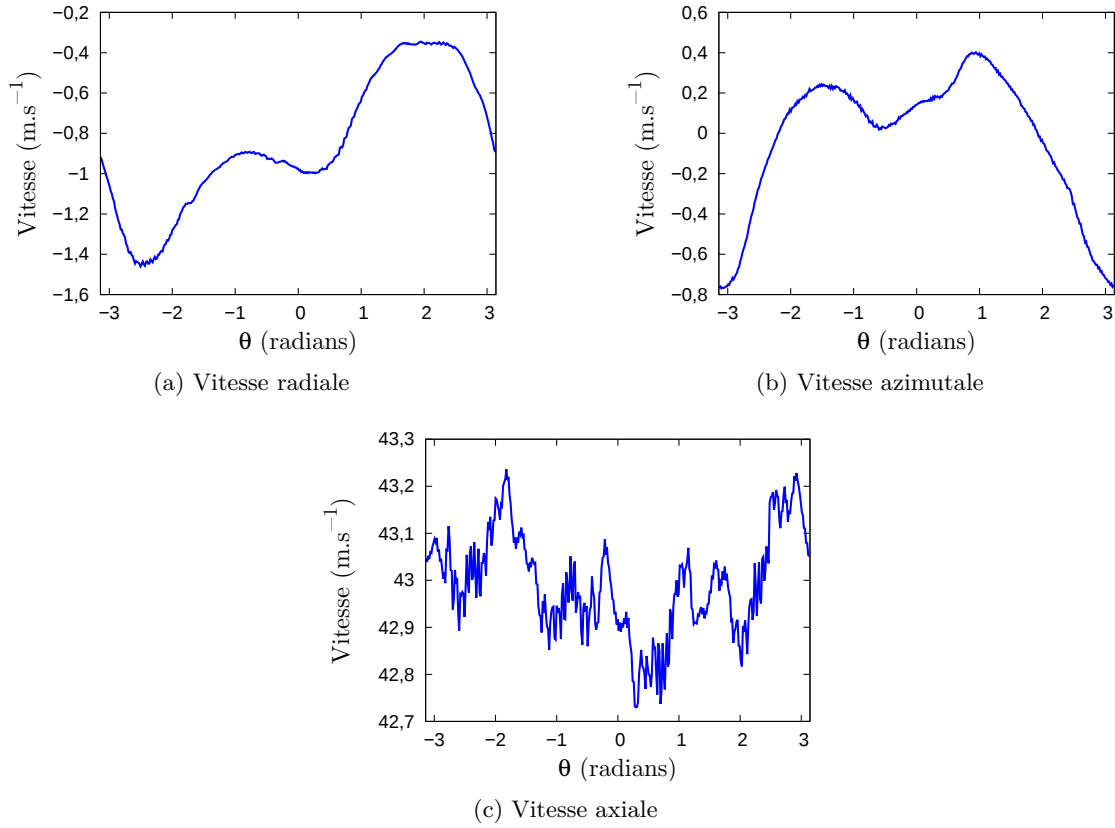 −0,2
−0,4
−0,6
−0,8
−1
−1,2
−1,4
−1,6
Vitesse (m.s⁻¹)
−3 −2 −1 0 1 2 3
θ (radians)
(a) Vitesse radiale
0,6
0,4
0,2
0
−0,2
−0,4
−0,6
−0,8
Vitesse (m.s⁻¹)
−3 −2 −1 0 1 2 3
θ (radians)
(b) Vitesse azimutale
43,3
43,2
43,1
43
42,9
42,8
42,7
Vitesse (m.s⁻¹)
−3 −2 −1 0 1 2 3
θ (radians)
(c) Vitesse axiale